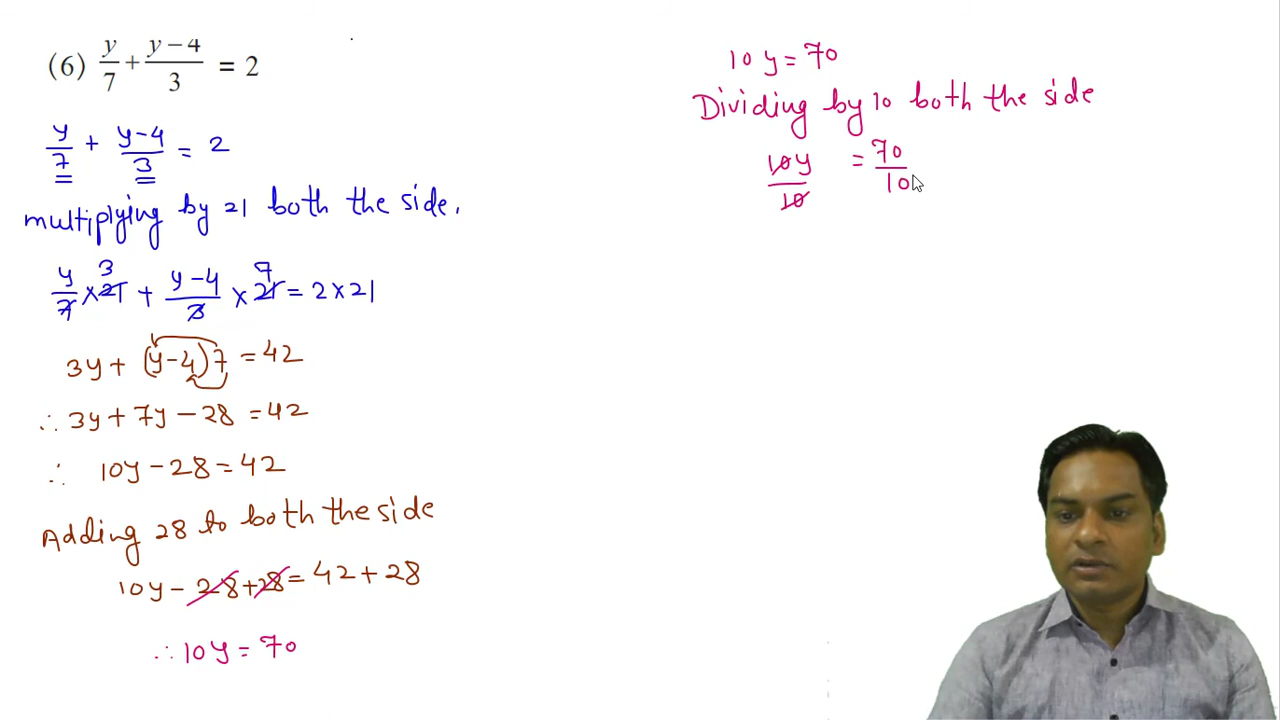 (6) y/7 + y−4/3 = 2
y/7 + y-4/3 = 2
multiplying by 21 both the side.
y/7 × 21 3 + y-4/3 × 21 7 = 2 × 21
3y + (y-4)7 = 42
∴ 3y + 7y - 28 = 42
∴ 10y - 28 = 42
Adding 28 to both the side
10y - 28 + 28 = 42 + 28
∴ 10y = 70
10y = 70
Dividing by 10 both the side
10y/10 = 70/10